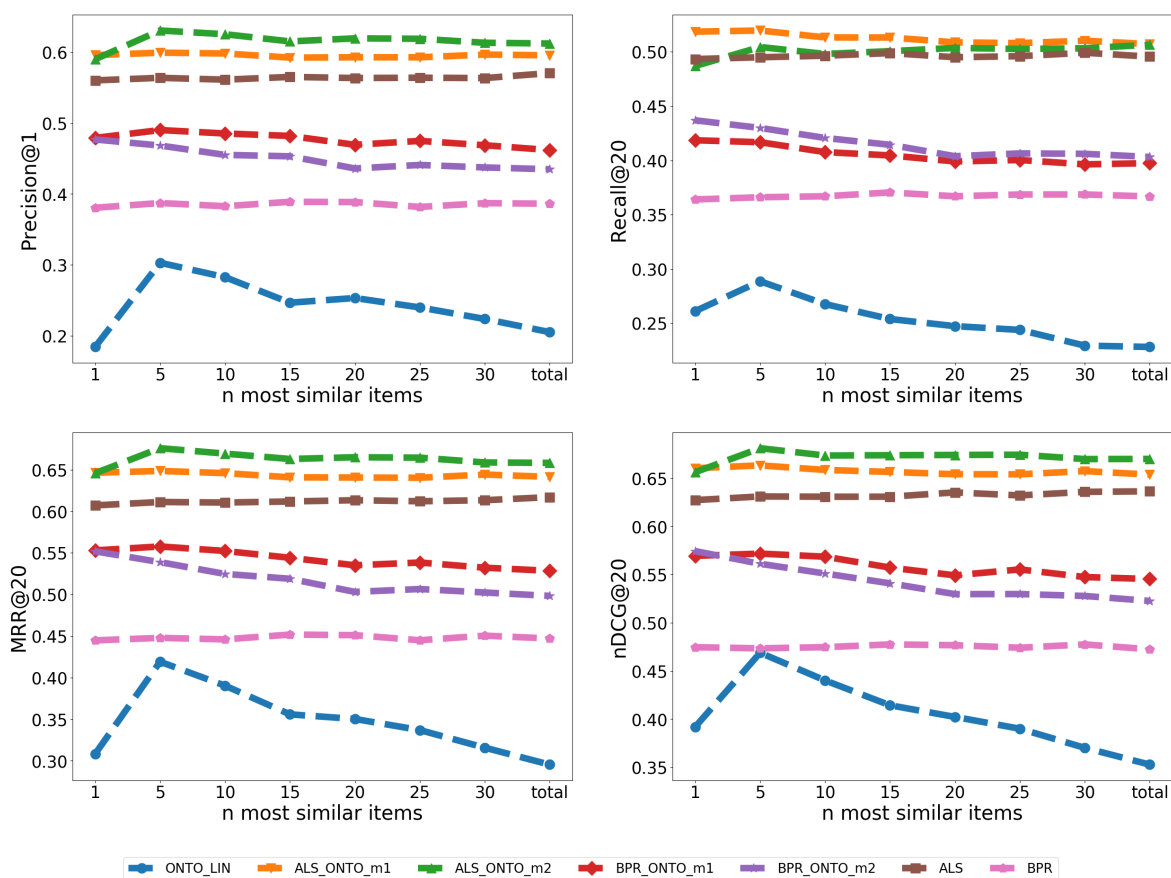 Precision@1
0.6
0.5
0.4
0.3
0.2
1 5 10 15 20 25 30 total
n most similar items
Recall@20
0.50
0.45
0.40
0.35
0.30
0.25
1 5 10 15 20 25 30 total
n most similar items
MRR@20
0.65
0.60
0.55
0.50
0.45
0.40
0.35
0.30
1 5 10 15 20 25 30 total
n most similar items
nDCG@20
0.65
0.60
0.55
0.50
0.45
0.40
0.35
1 5 10 15 20 25 30 total
n most similar items
ONTO_LIN ALS_ONTO_m1 ALS_ONTO_m2 BPR_ONTO_m1 BPR_ONTO_m2 ALS BPR